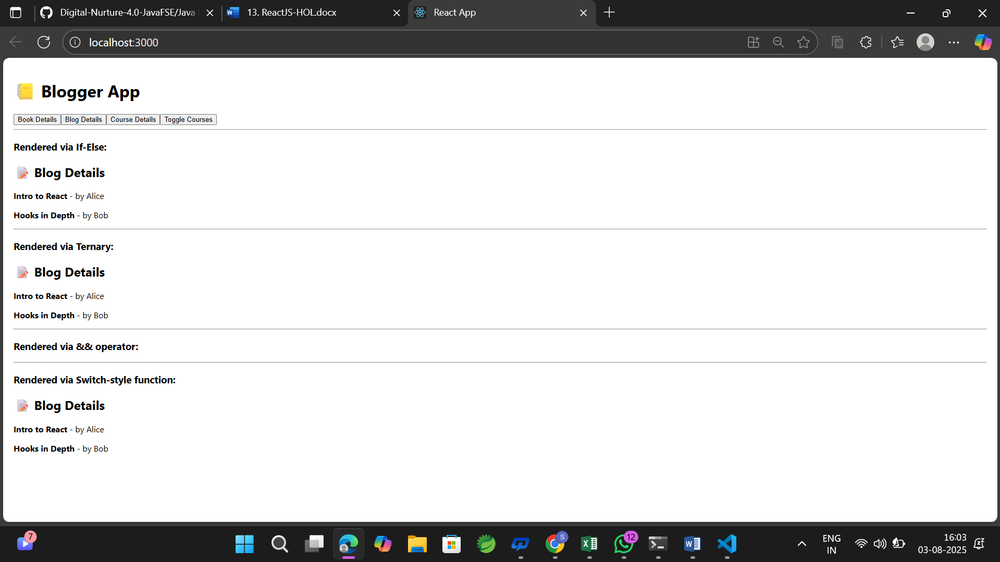 Digital-Nurture-4.0-JavaFSE/Java
13. ReactJS-HOL.docx
React App
localhost:3000
Blogger App
Book Details Blog Details Course Details Toggle Courses
Rendered via If-Else:
Blog Details
Intro to React - by Alice
Hooks in Depth - by Bob
Rendered via Ternary:
Blog Details
Intro to React - by Alice
Hooks in Depth - by Bob
Rendered via && operator:
Rendered via Switch-style function:
Blog Details
Intro to React - by Alice
Hooks in Depth - by Bob
7
S
12
ENG
IN
16:03
03-08-2025